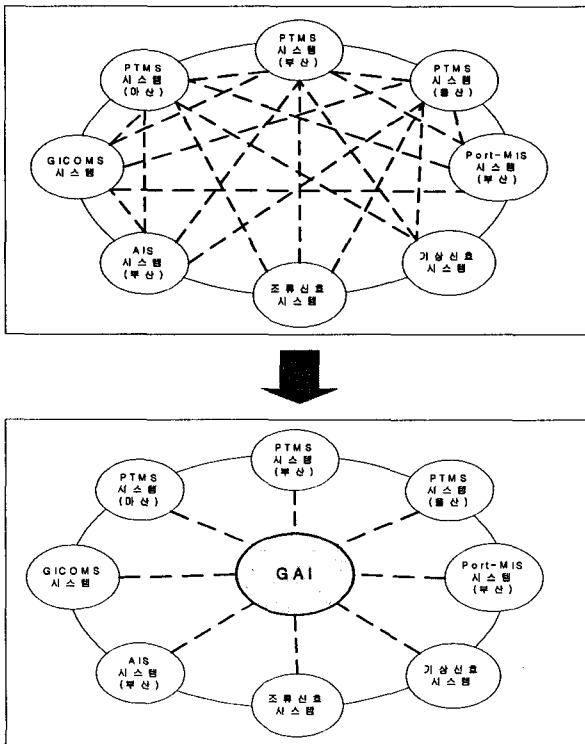 PTMS
시스템
(부산)
PTMS
시스템
(마산)
PTMS
시스템
(울산)
GICOMS
시스템
Port-MIS
시스템
(부산)
AIS
시스템
(부산)
조류신호
시스템
기상신호
시스템
PTMS
시스템
(부산)
PTMS
시스템
(마산)
PTMS
시스템
(울산)
GICOMS
시스템
GAI
Port-MIS
시스템
(부산)
AIS
시스템
(부산)
조류신호
시스템
기상신호
시스템